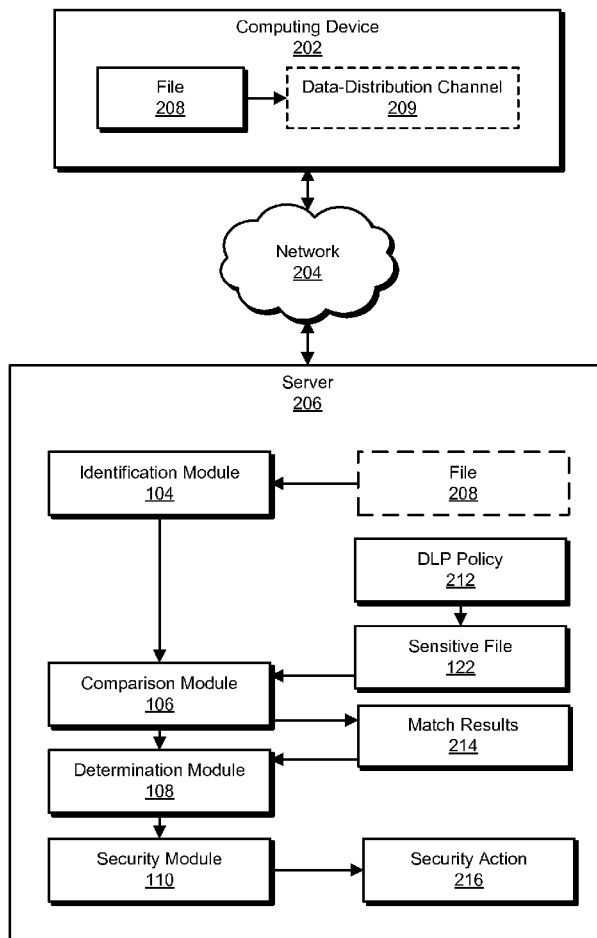 Computing Device
202
File
208
Data-Distribution Channel
209
Network
204
Server
206
Identification Module
104
File
208
DLP Policy
212
Sensitive File
122
Comparison Module
106
Match Results
214
Determination Module
108
Security Module
110
Security Action
216